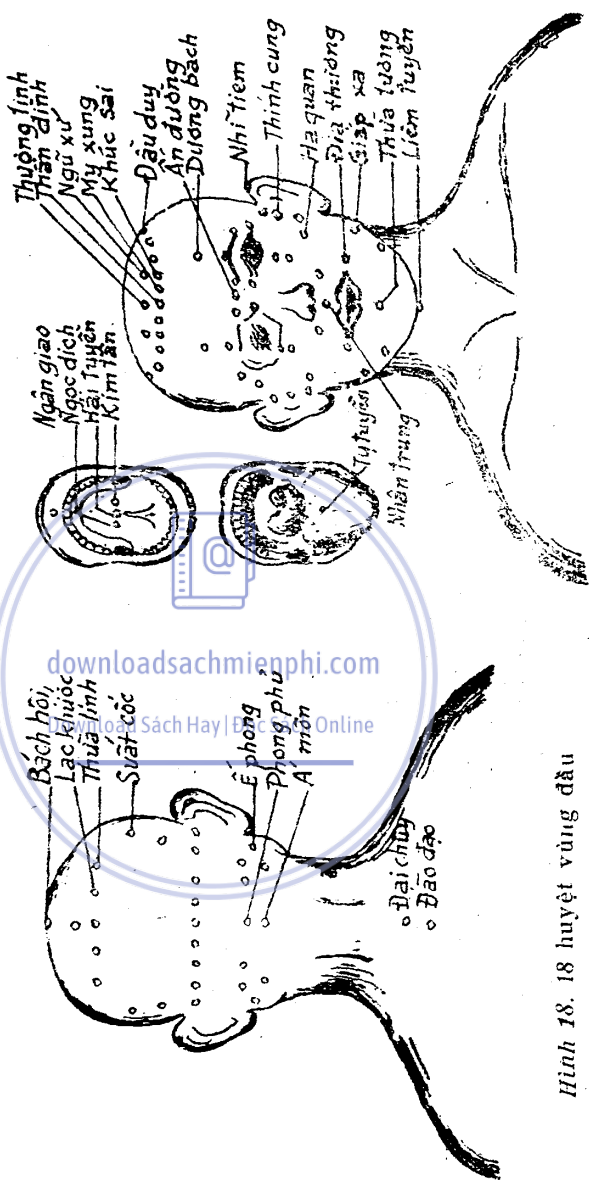 Thượng tinh
Thần định
Ngũ xứ
My xung
Khúc sai
Đầu duy
Ấn đường
Dương bạch
Nhĩ tiêm
Thính cung
Hạ quan
Địa thương
Giáp xa
Thừa tương
Liêm tuyền
Ngân giao
Ngọc dịch
Hải tuyền
Kim tân
Tụ tuyền
Nhân trung
Bách hội,
Lạc khước
Thừa linh
Suất cốc
Ế phong
Phong phủ
Á môn
Đại chùy
Đào đạo
Hình 18. 18 huyệt vùng đầu
downloadsachmienphi.com
Download Sách Hay | Đọc Sách Online